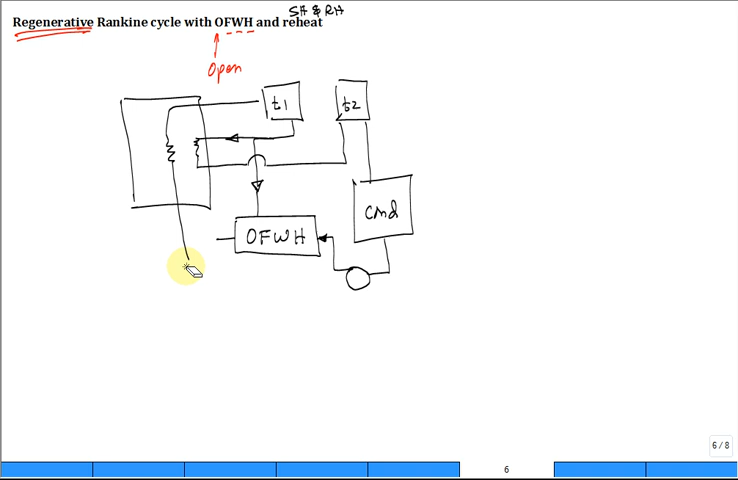 SH & RH
Regenerative Rankine cycle with OFWH and reheat
Open
t1
t2
Cnd
OFWH
6 / 8
6